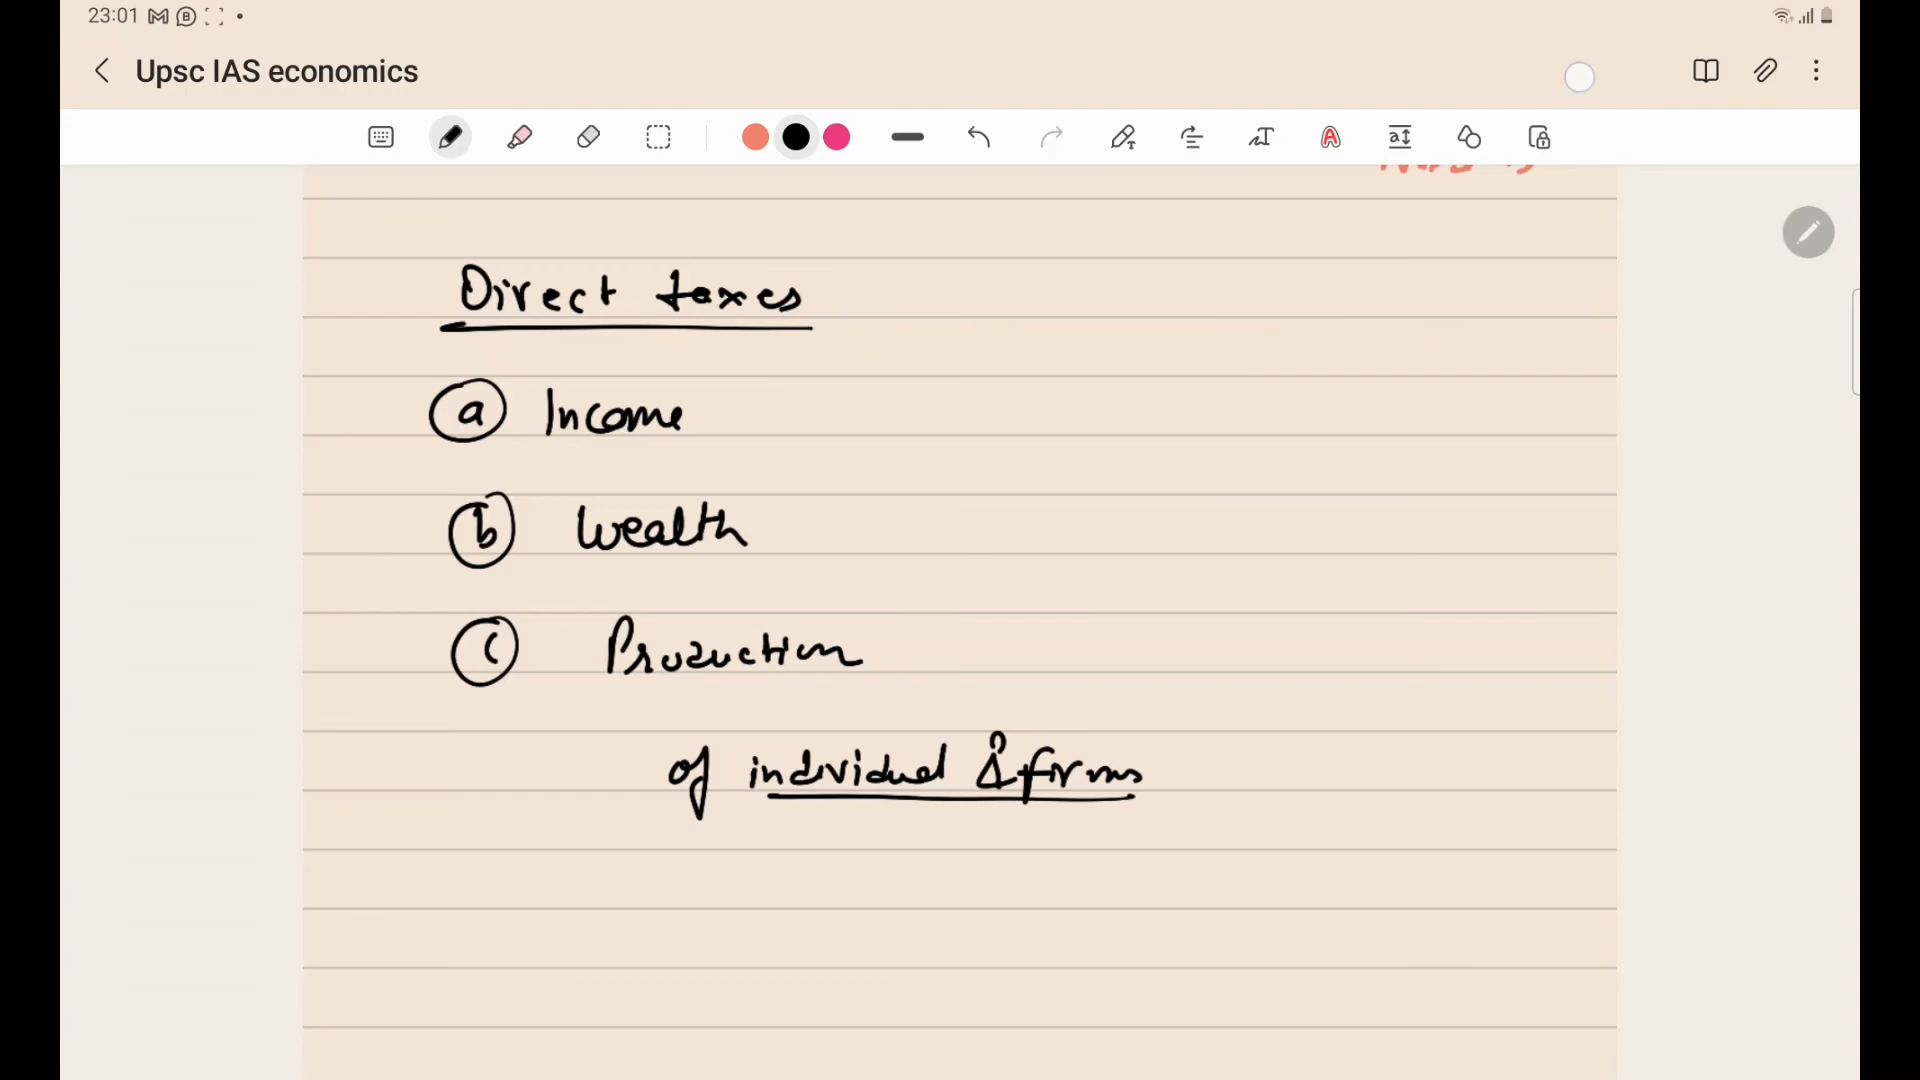 23:01
Upsc IAS economics
Direct taxes
a Income
b Wealth
c Production
of individual & firms